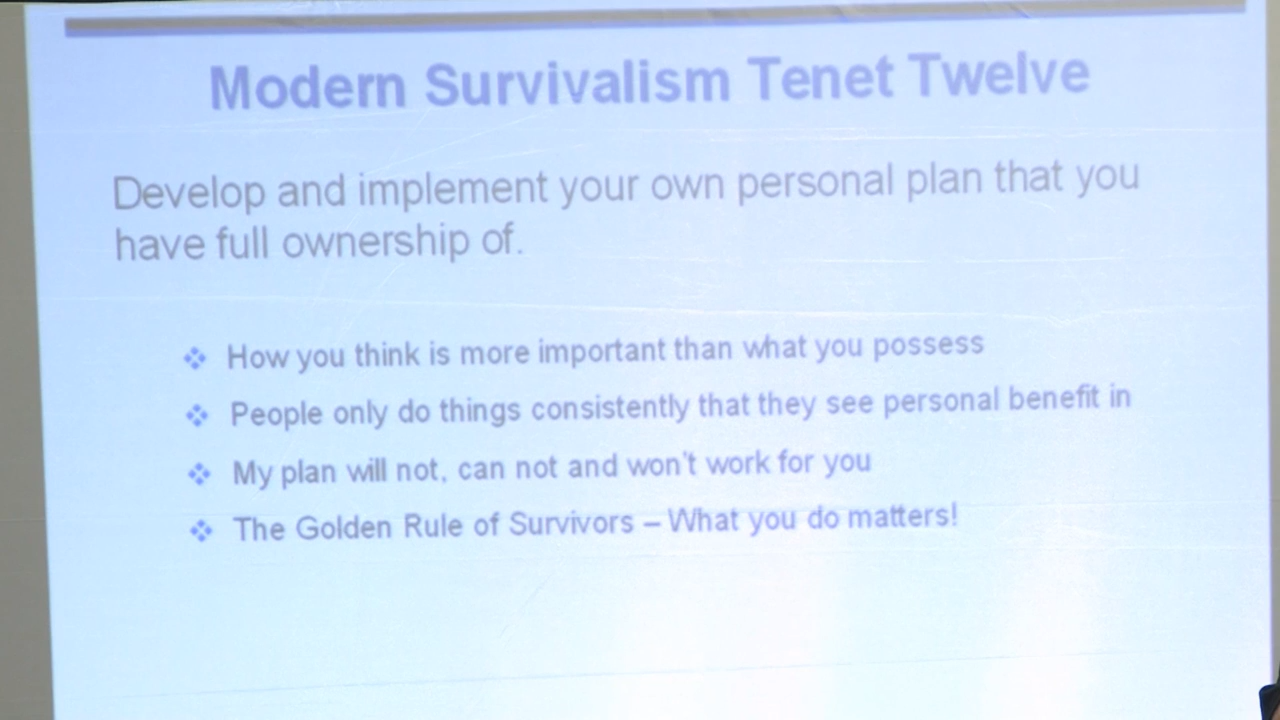 Modern Survivalism Tenet Twelve
Develop and implement your own personal plan that you
have full ownership of.
How you think is more important than what you possess
People only do things consistently that they see personal benefit in
My plan will not, can not and won't work for you
The Golden Rule of Survivors – What you do matters!